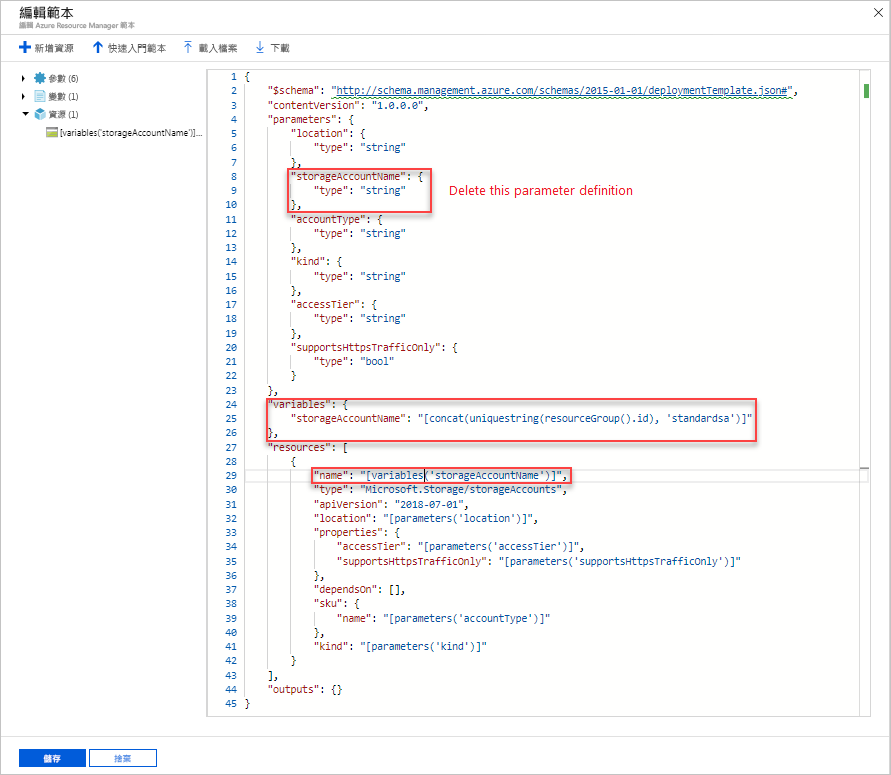 編輯範本
編輯 Azure Resource Manager 範本
新增資源 快速入門範本 載入檔案 下載
參數 (6)
變數 (1)
資源 (1)
[variables('storageAccountName')]...
1 {
2 "$schema": "http://schema.management.azure.com/schemas/2015-01-01/deploymentTemplate.json#",
3 "contentVersion": "1.0.0.0",
4 "parameters": {
5 "location": {
6 "type": "string"
7 },
8 "storageAccountName": {
9 "type": "string"
Delete this parameter definition
10 },
11 "accountType": {
12 "type": "string"
13 },
14 "kind": {
15 "type": "string"
16 },
17 "accessTier": {
18 "type": "string"
19 },
20 "supportsHttpsTrafficOnly": {
21 "type": "bool"
22 }
23 },
24 "variables": {
25 "storageAccountName": "[concat(uniquestring(resourceGroup().id), 'standardsa')]"
26 },
27 "resources": [
28 {
29 "name": "[variables('storageAccountName')]",
30 "type": "Microsoft.Storage/storageAccounts",
31 "apiVersion": "2018-07-01",
32 "location": "[parameters('location')]",
33 "properties": {
34 "accessTier": "[parameters('accessTier')]",
35 "supportsHttpsTrafficOnly": "[parameters('supportsHttpsTrafficOnly')]"
36 },
37 "dependsOn": [],
38 "sku": {
39 "name": "[parameters('accountType')]"
40 },
41 "kind": "[parameters('kind')]"
42 }
43 ],
44 "outputs": {}
45 }
儲存 捨棄